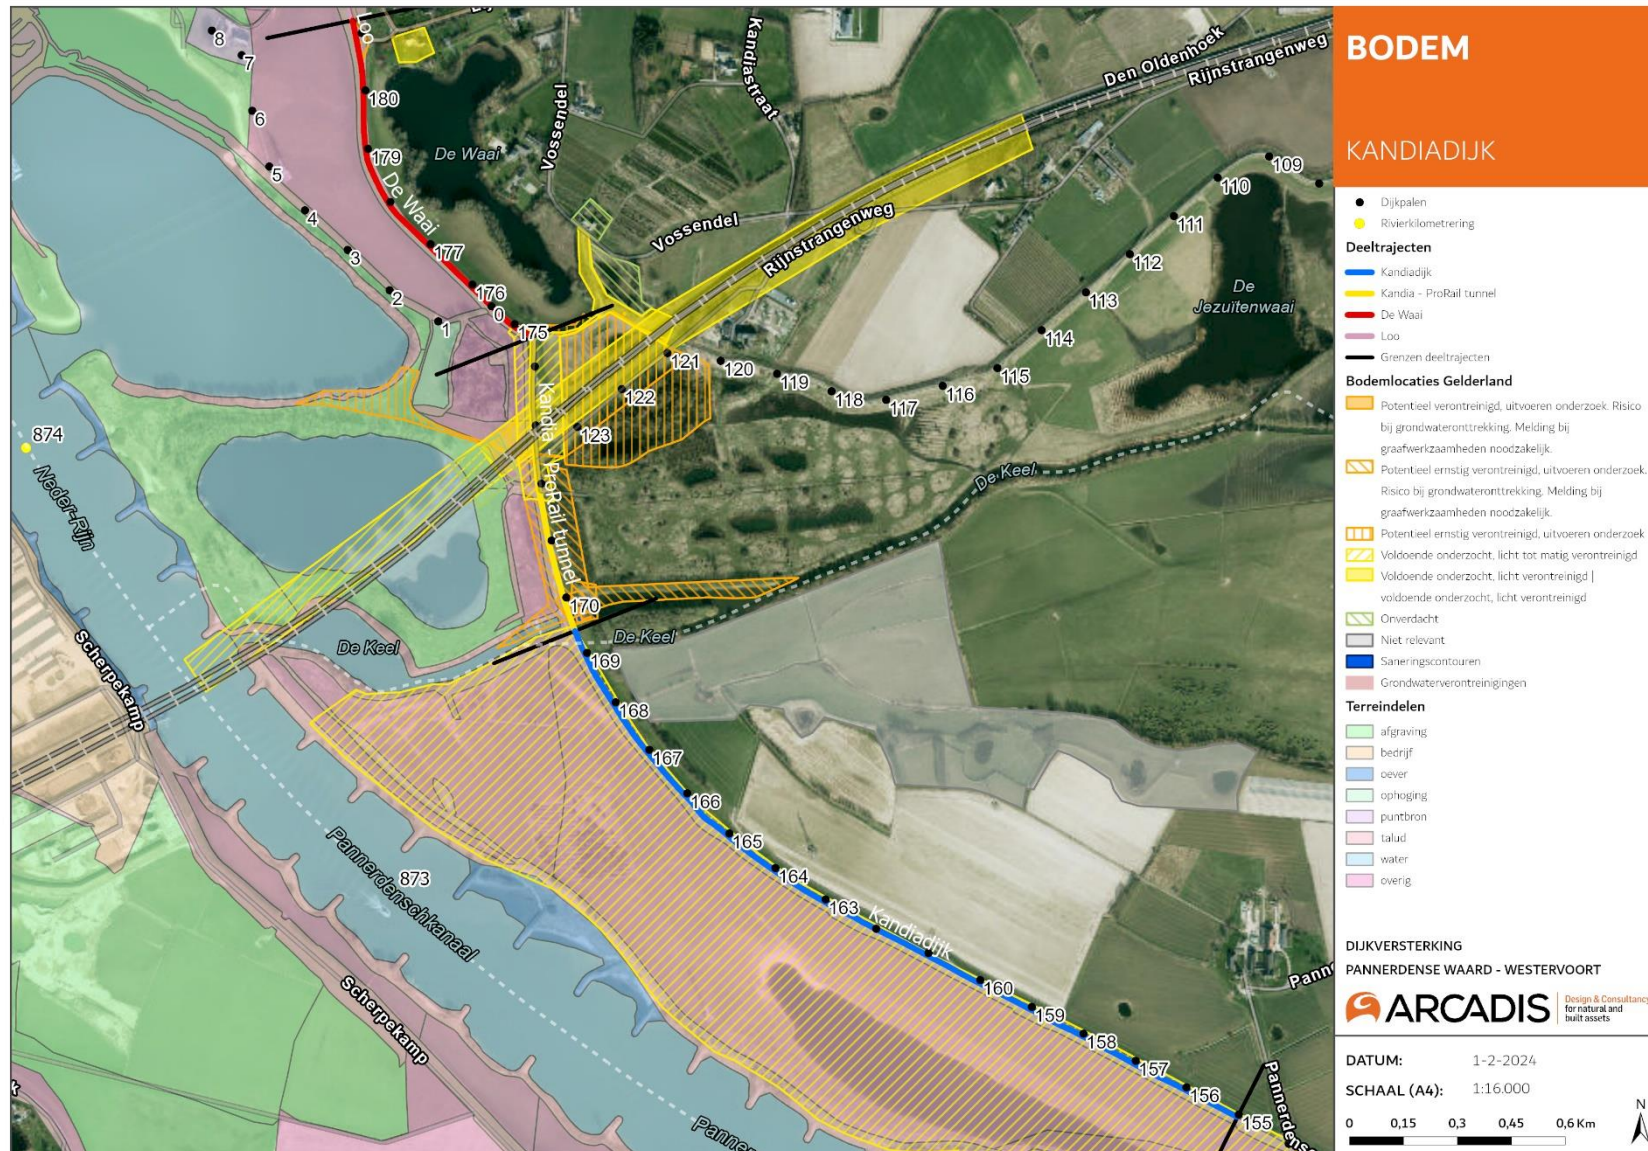 BODEM
KANDIADIJK
Dijkpalen
Rivierkilometrering
Deeltrajecten
Kandiadijk
Kandia - ProRail tunnel
De Waai
Loo
Grenzen deeltrajecten
Bodemlocaties Gelderland
Potentieel verontreinigd, uitvoeren onderzoek. Risico
bij grondwateronttrekking. Melding bij
graafwerkzaamheden noodzakelijk.
Potentieel ernstig verontreinigd, uitvoeren onderzoek.
Risico bij grondwateronttrekking. Melding bij
graafwerkzaamheden noodzakelijk.
Potentieel ernstig verontreinigd, uitvoeren onderzoek
Voldoende onderzocht, licht tot matig verontreinigd
Voldoende onderzocht, licht verontreinigd |
voldoende onderzocht, licht verontreinigd
Onverdacht
Niet relevant
Saneringscontouren
Grondwaterverontreinigingen
Terreindelen
afgraving
bedrijf
oever
ophoging
puntbron
talud
water
overig
DIJKVERSTERKING
PANNERDENSE WAARD - WESTERVOORT
ARCADIS
Design & Consultancy
for natural and
built assets
DATUM: 1-2-2024
SCHAAL (A4): 1:16.000
0 0,15 0,3 0,45 0,6 Km
N
8
7
6
5
4
3
2
1
0
Loo
180
179
De Waai
177
176
175
De Waai
Vossendel
Kandiastraat
Vossendel
Rijnstrangenweg
Den Oldenhoek
Rijnstrangenweg
109
110
111
112
113
114
115
116
117
118
119
120
121
122
123
De
Jezuïtenwaai
De Keel
Kandia - ProRail tunnel
170
De Keel
De Keel
874
Neder-Rijn
Scherpekamp
169
168
167
166
165
164
163
Kandiadijk
160
159
158
157
156
155
873
Pannerdenschkanaal
Scherpekamp
Panner
Pann
Pannerdens
k